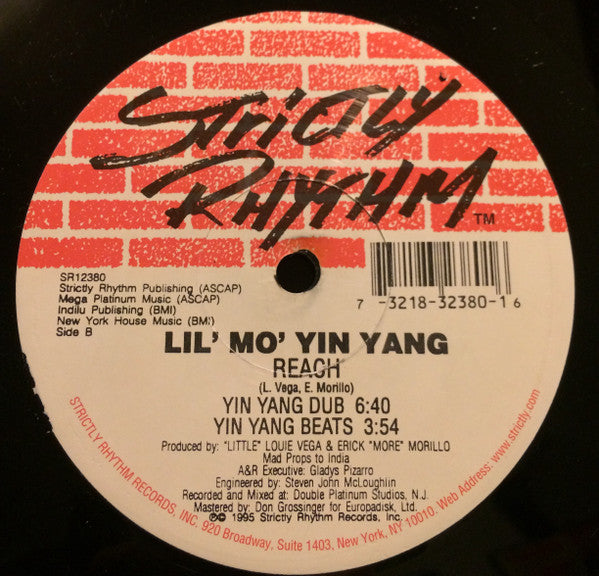 STRICTLY
RHYTHM ™
SR12380
Strictly Rhythm Publishing (ASCAP)
Mega Platinum Music (ASCAP)
Indilu Publishing (BMI)
New York House Music (BMI)
Side B
7 -3218-32380-1 6
LIL' MO' YIN YANG
REACH
(L. Vega, E. Morillo)
YIN YANG DUB 6:40
YIN YANG BEATS 3:54
Produced by: "LITTLE" LOUIE VEGA & ERICK "MORE" MORILLO
Mad Props to India
A&R Executive: Gladys Pizarro
Engineered by: Steven John McLoughlin
Recorded and Mixed at: Double Platinum Studios, N.J.
Mastered by: Don Grossinger for Europadisk, Ltd.
℗© 1995 Strictly Rhythm Records, Inc.
STRICTLY RHYTHM RECORDS, INC. 920 Broadway, Suite 1403, New York, NY 10010. Web Address: www.strictly.com